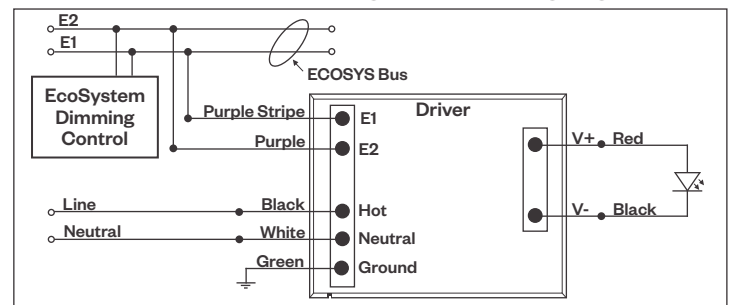 E2
E1
ECOSYS Bus
EcoSystem
Dimming
Control
Driver
Purple Stripe
E1
Purple
E2
V+
Red
Line
Black
Hot
V-
Black
Neutral
White
Neutral
Green
Ground